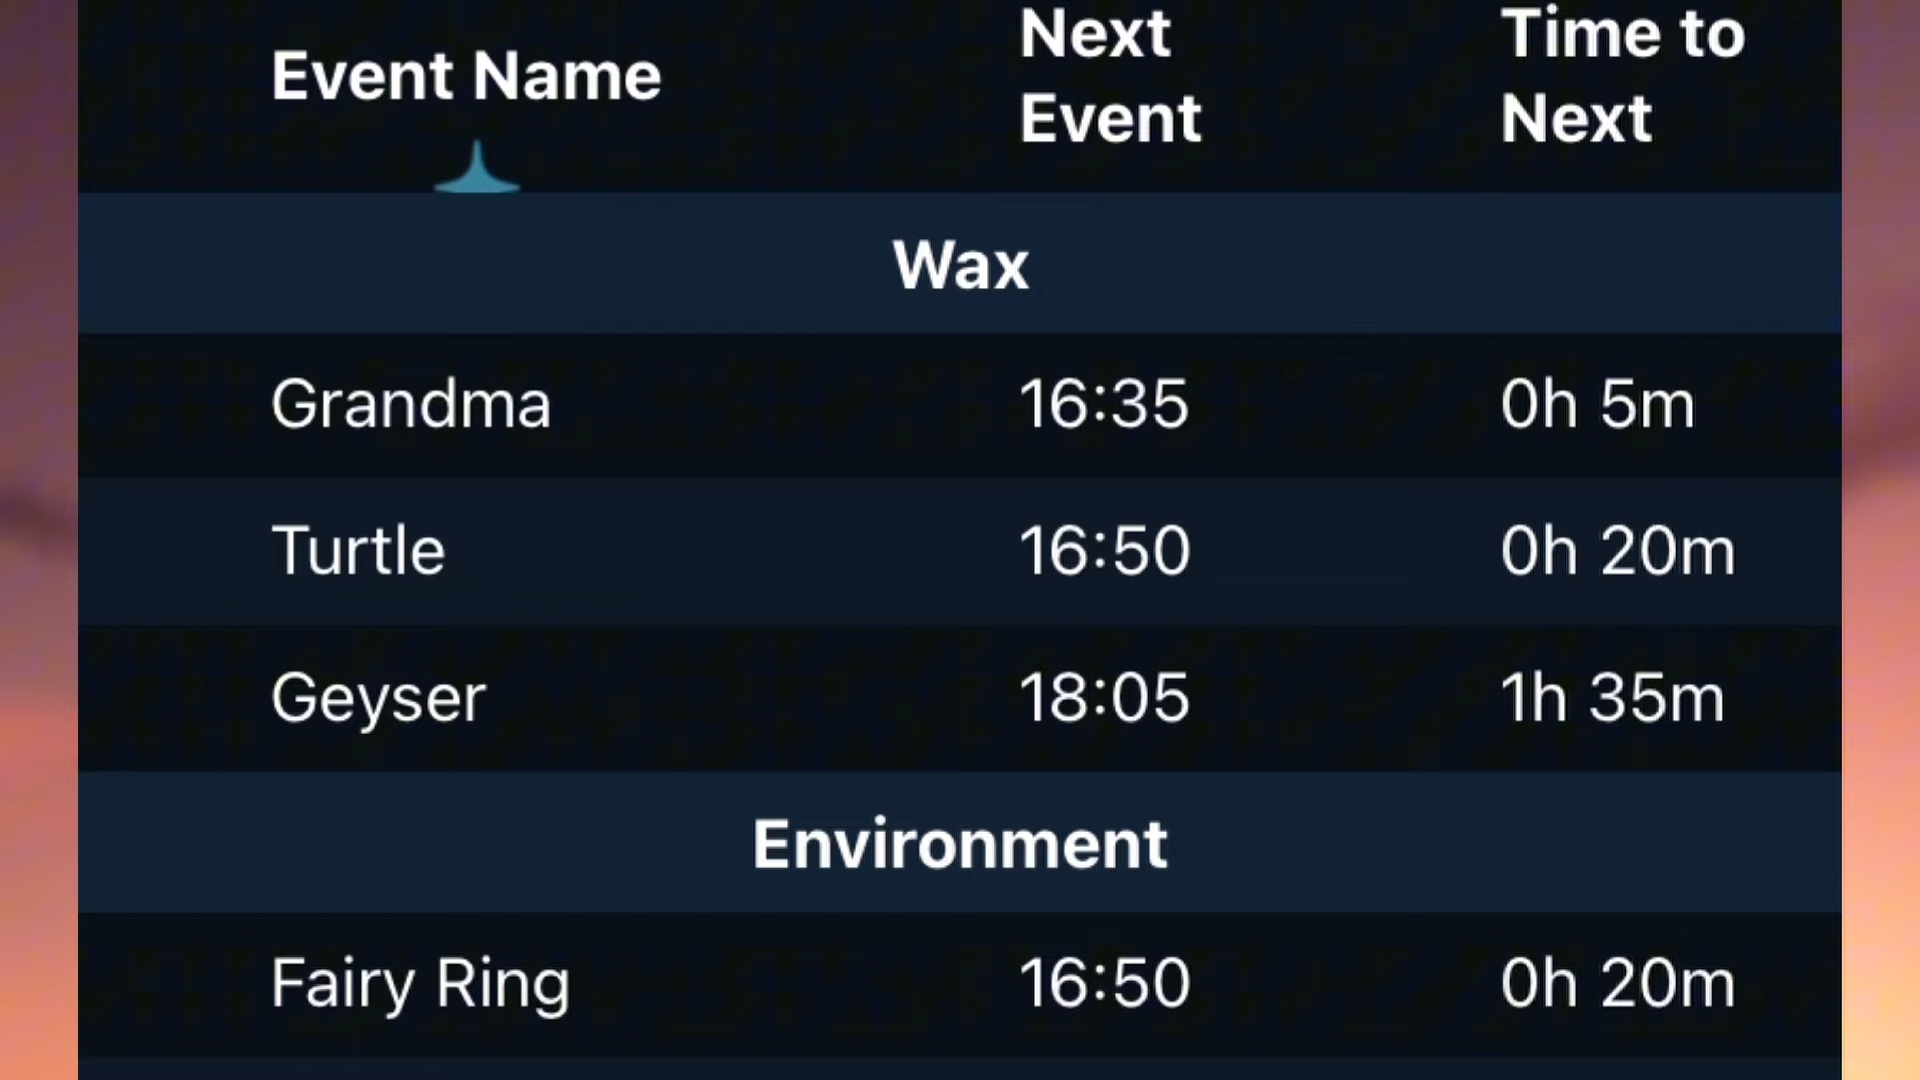 Event Name
Next
Event
Time to
Next
Wax
Grandma 16:35 0h 5m
Turtle 16:50 0h 20m
Geyser 18:05 1h 35m
Environment
Fairy Ring 16:50 0h 20m